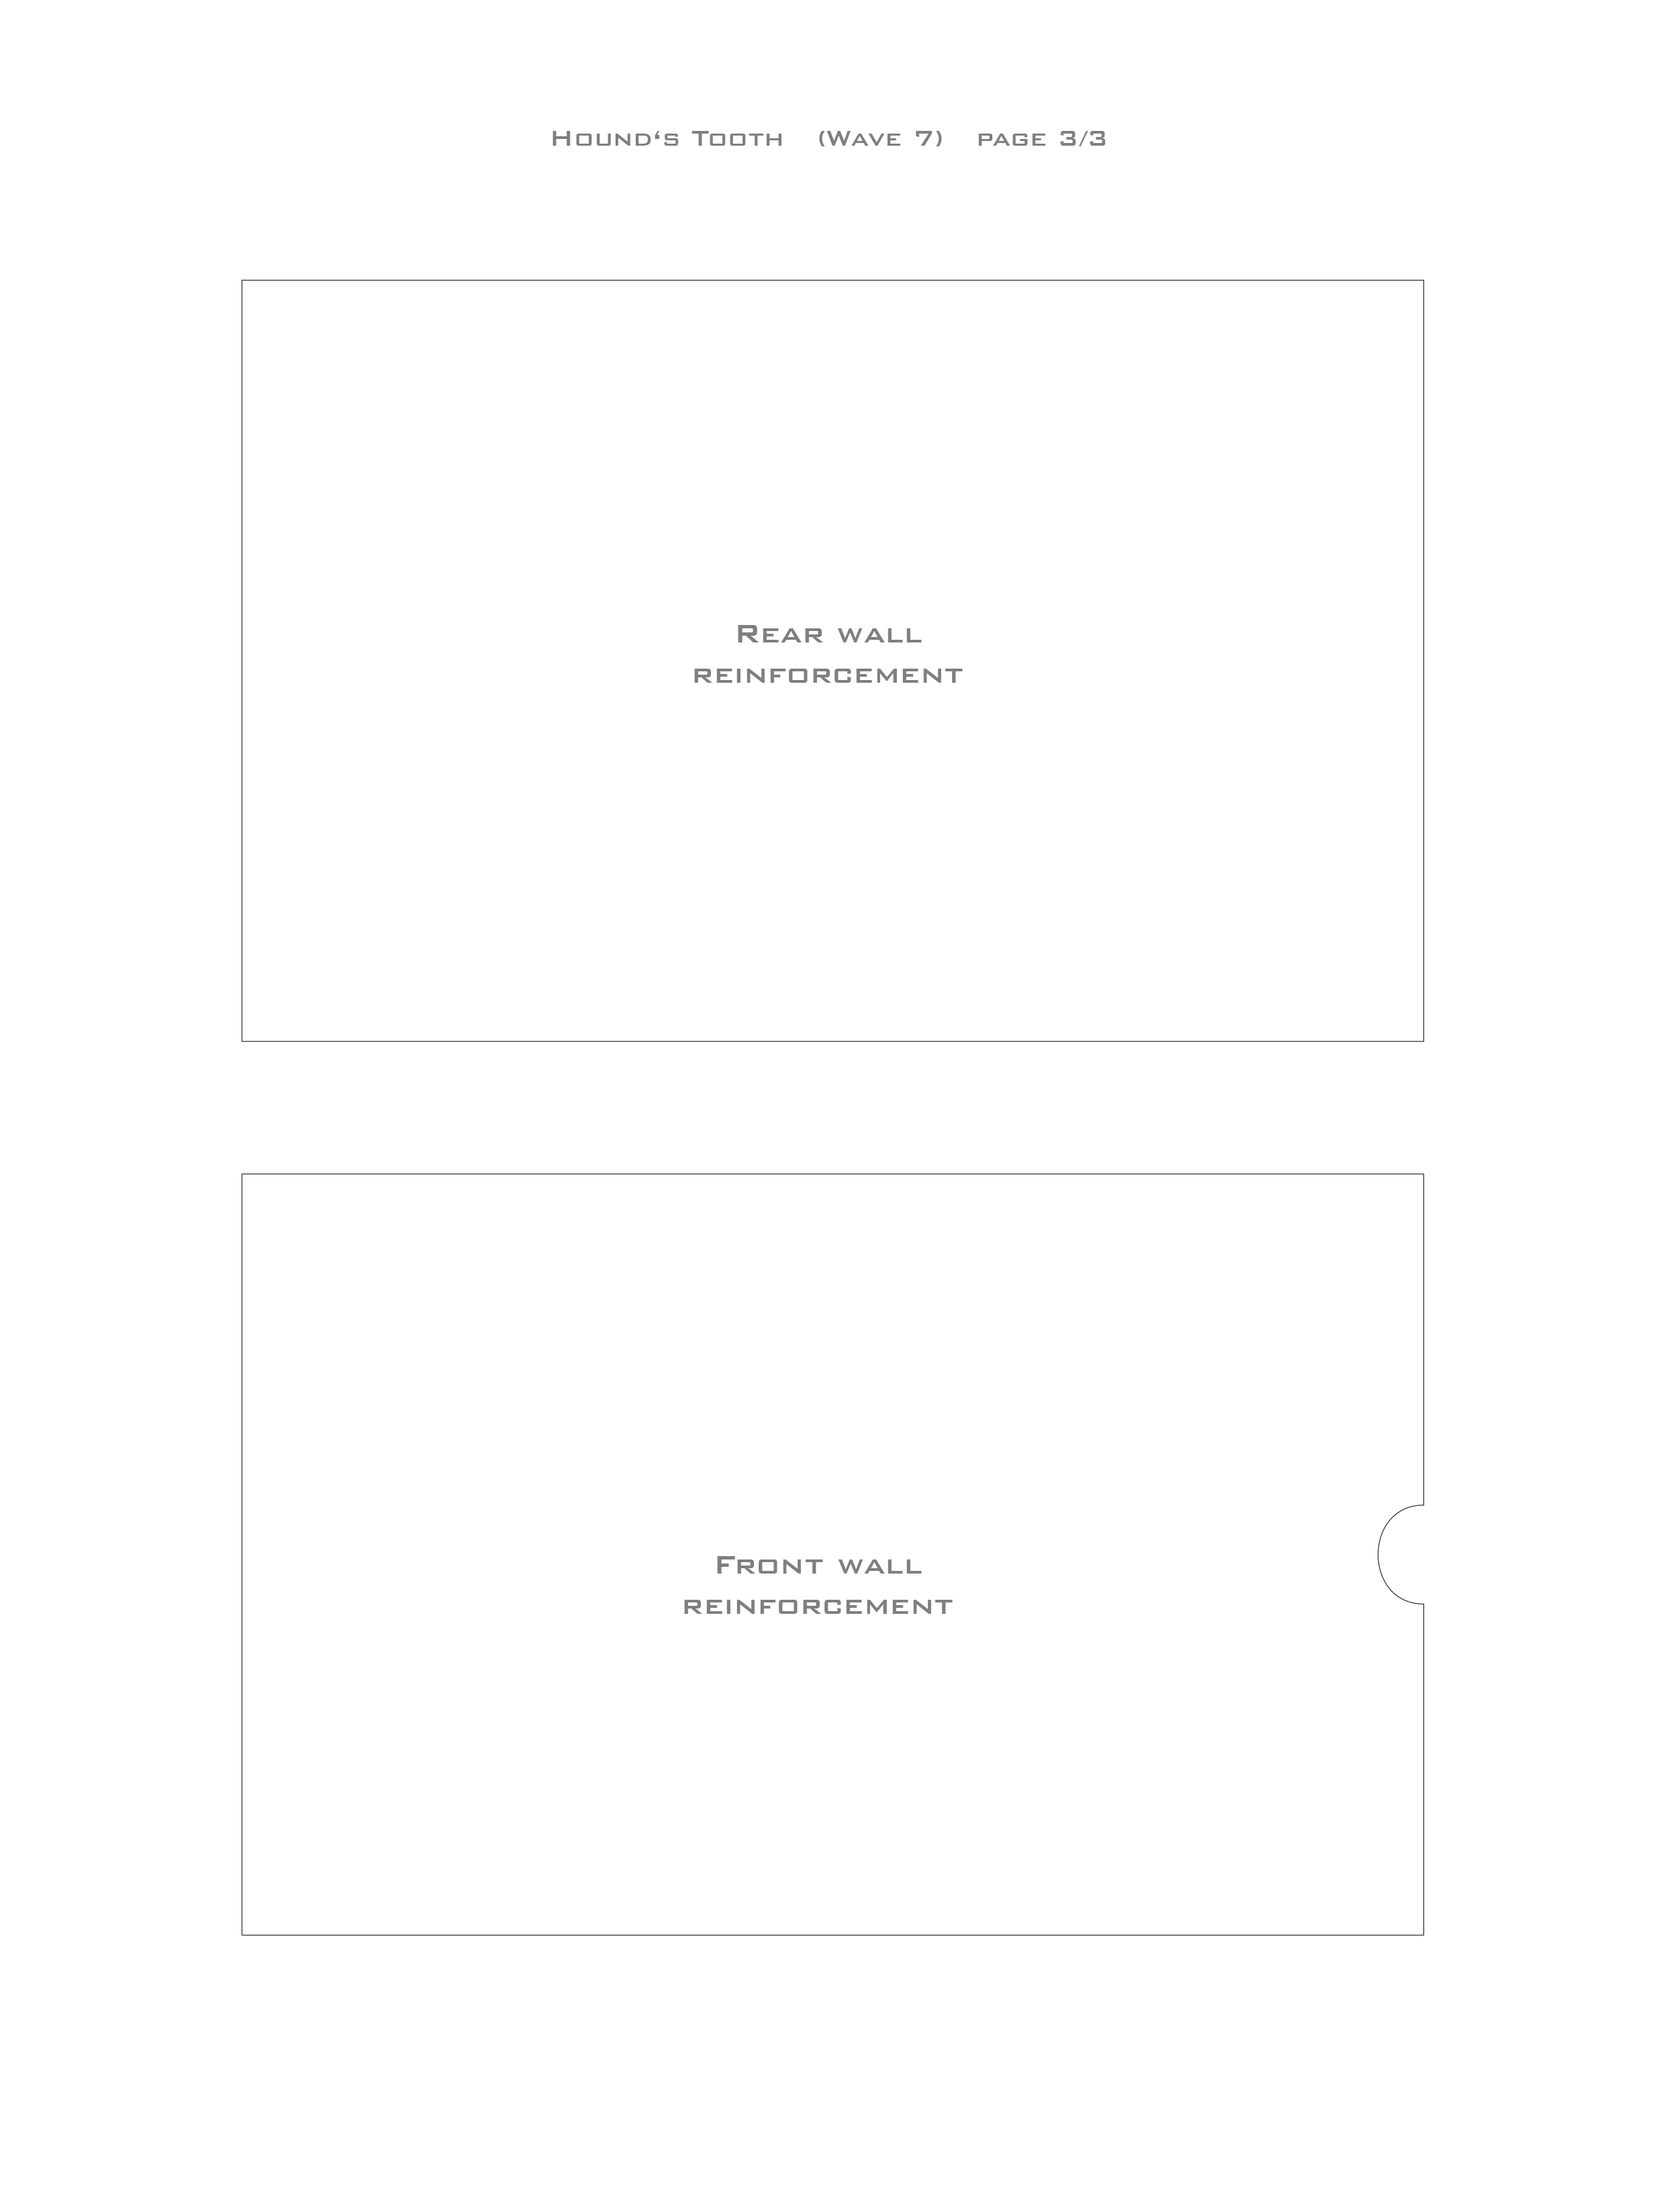 Hound‘s Tooth (Wave 7) page 3/3
Rear wall
reinforcement
Front wall
reinforcement